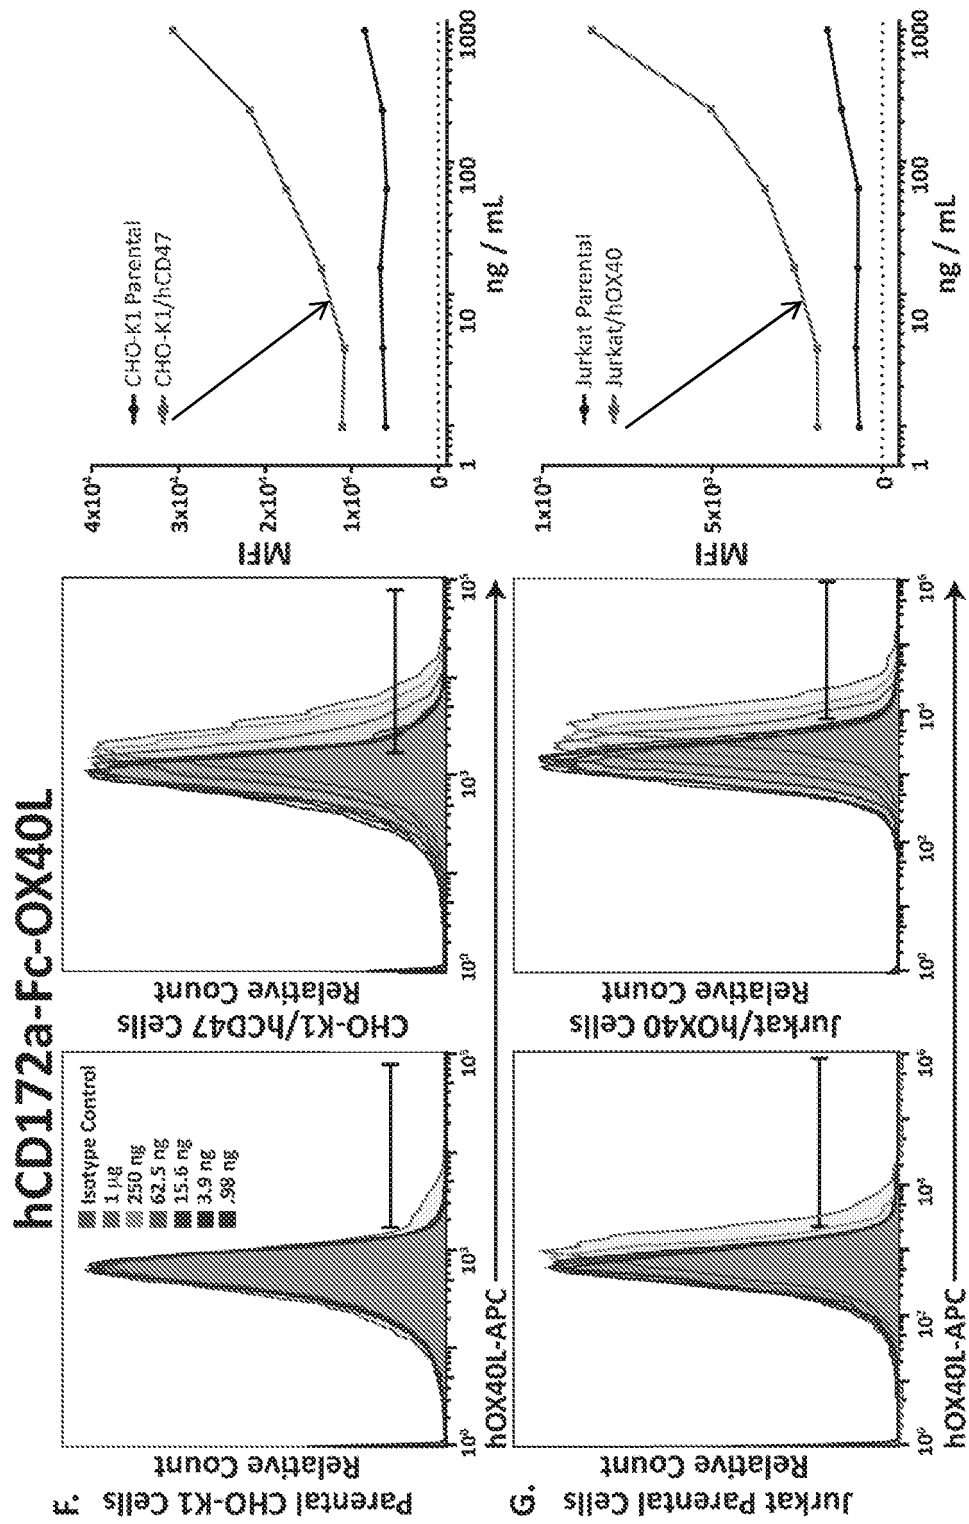 hCD172a-Fc-OX40L
F.
Parental CHO-K1 Cells
Relative Count
Isotype Control
1 µg
250 ng
62.5 ng
15.6 ng
3.9 ng
.98 ng
10⁰
10³
10⁶
CHO-K1/hCD47 Cells
Relative Count
10⁰
10³
10⁵
hOX40L-APC
MFI
4x10⁴
3x10⁴
2x10⁴
1x10⁴
0
CHO-K1 Parental
CHO-K1/hCD47
1
10
100
1000
ng / mL
G.
Jurkat Parental Cells
Relative Count
10⁰
10²
10⁴
10⁶
Jurkat/hOX40 Cells
Relative Count
10⁰
10²
10⁴
10⁶
hOX40L-APC
MFI
1x10⁴
5x10³
0
Jurkat Parental
Jurkat/hOX40
1
10
100
1000
ng / mL